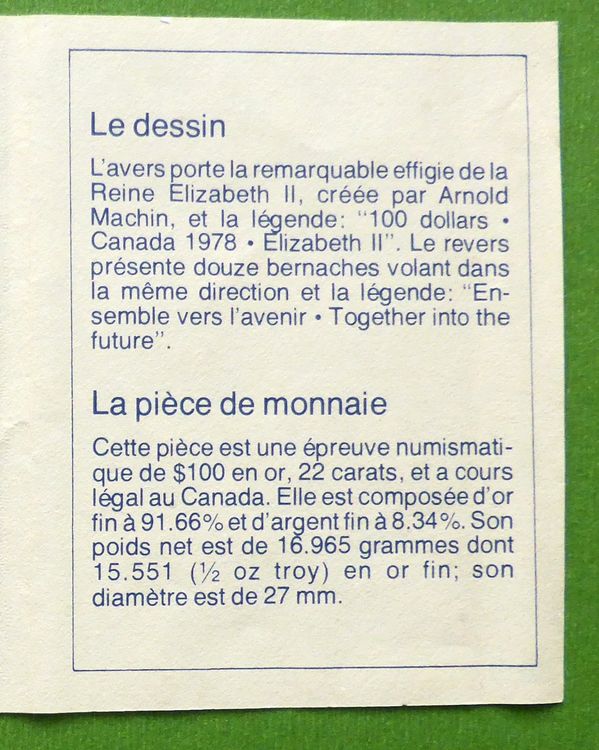 Le dessin
L'avers porte la remarquable effigie de la
Reine Elizabeth II, créée par Arnold
Machin, et la légende: "100 dollars •
Canada 1978 • Elizabeth II". Le revers
présente douze bernaches volant dans
la même direction et la légende: "En-
semble vers l'avenir • Together into the
future".
La pièce de monnaie
Cette pièce est une épreuve numismati-
que de $100 en or, 22 carats, et a cours
légal au Canada. Elle est composée d'or
fin à 91.66% et d'argent fin à 8.34%. Son
poids net est de 16.965 grammes dont
15.551 (½ oz troy) en or fin; son
diamètre est de 27 mm.